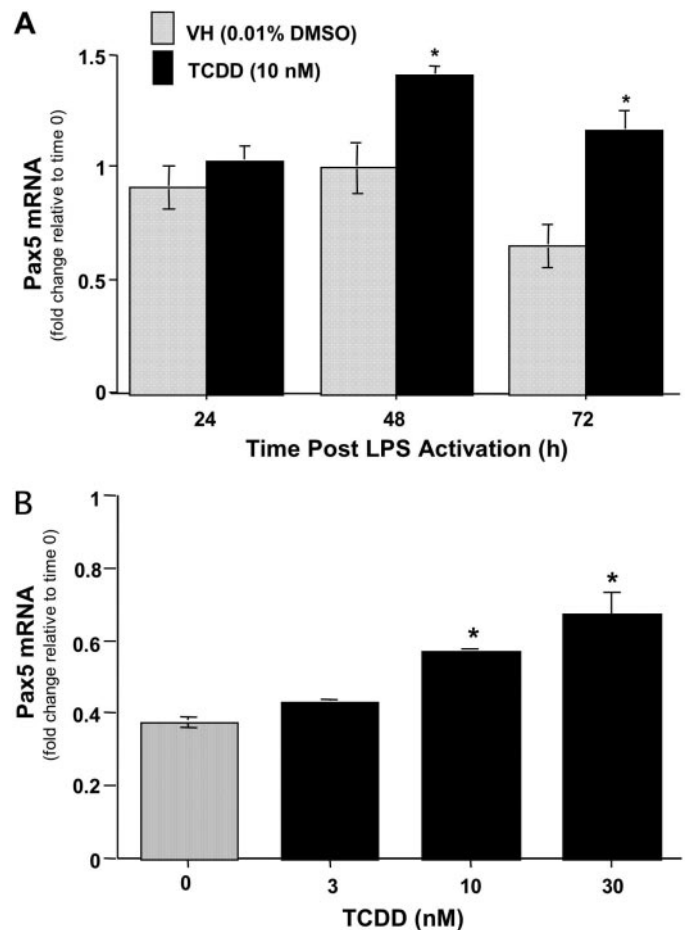 A
VH (0.01% DMSO)
TCDD (10 nM)
Pax5 mRNA
(fold change relative to time 0)
1.5
1
0.5
0
*
*
24
48
72
Time Post LPS Activation (h)
B
Pax5 mRNA
(fold change relative to time 0)
1
0.8
0.6
0.4
0.2
0
*
*
0
3
10
30
TCDD (nM)